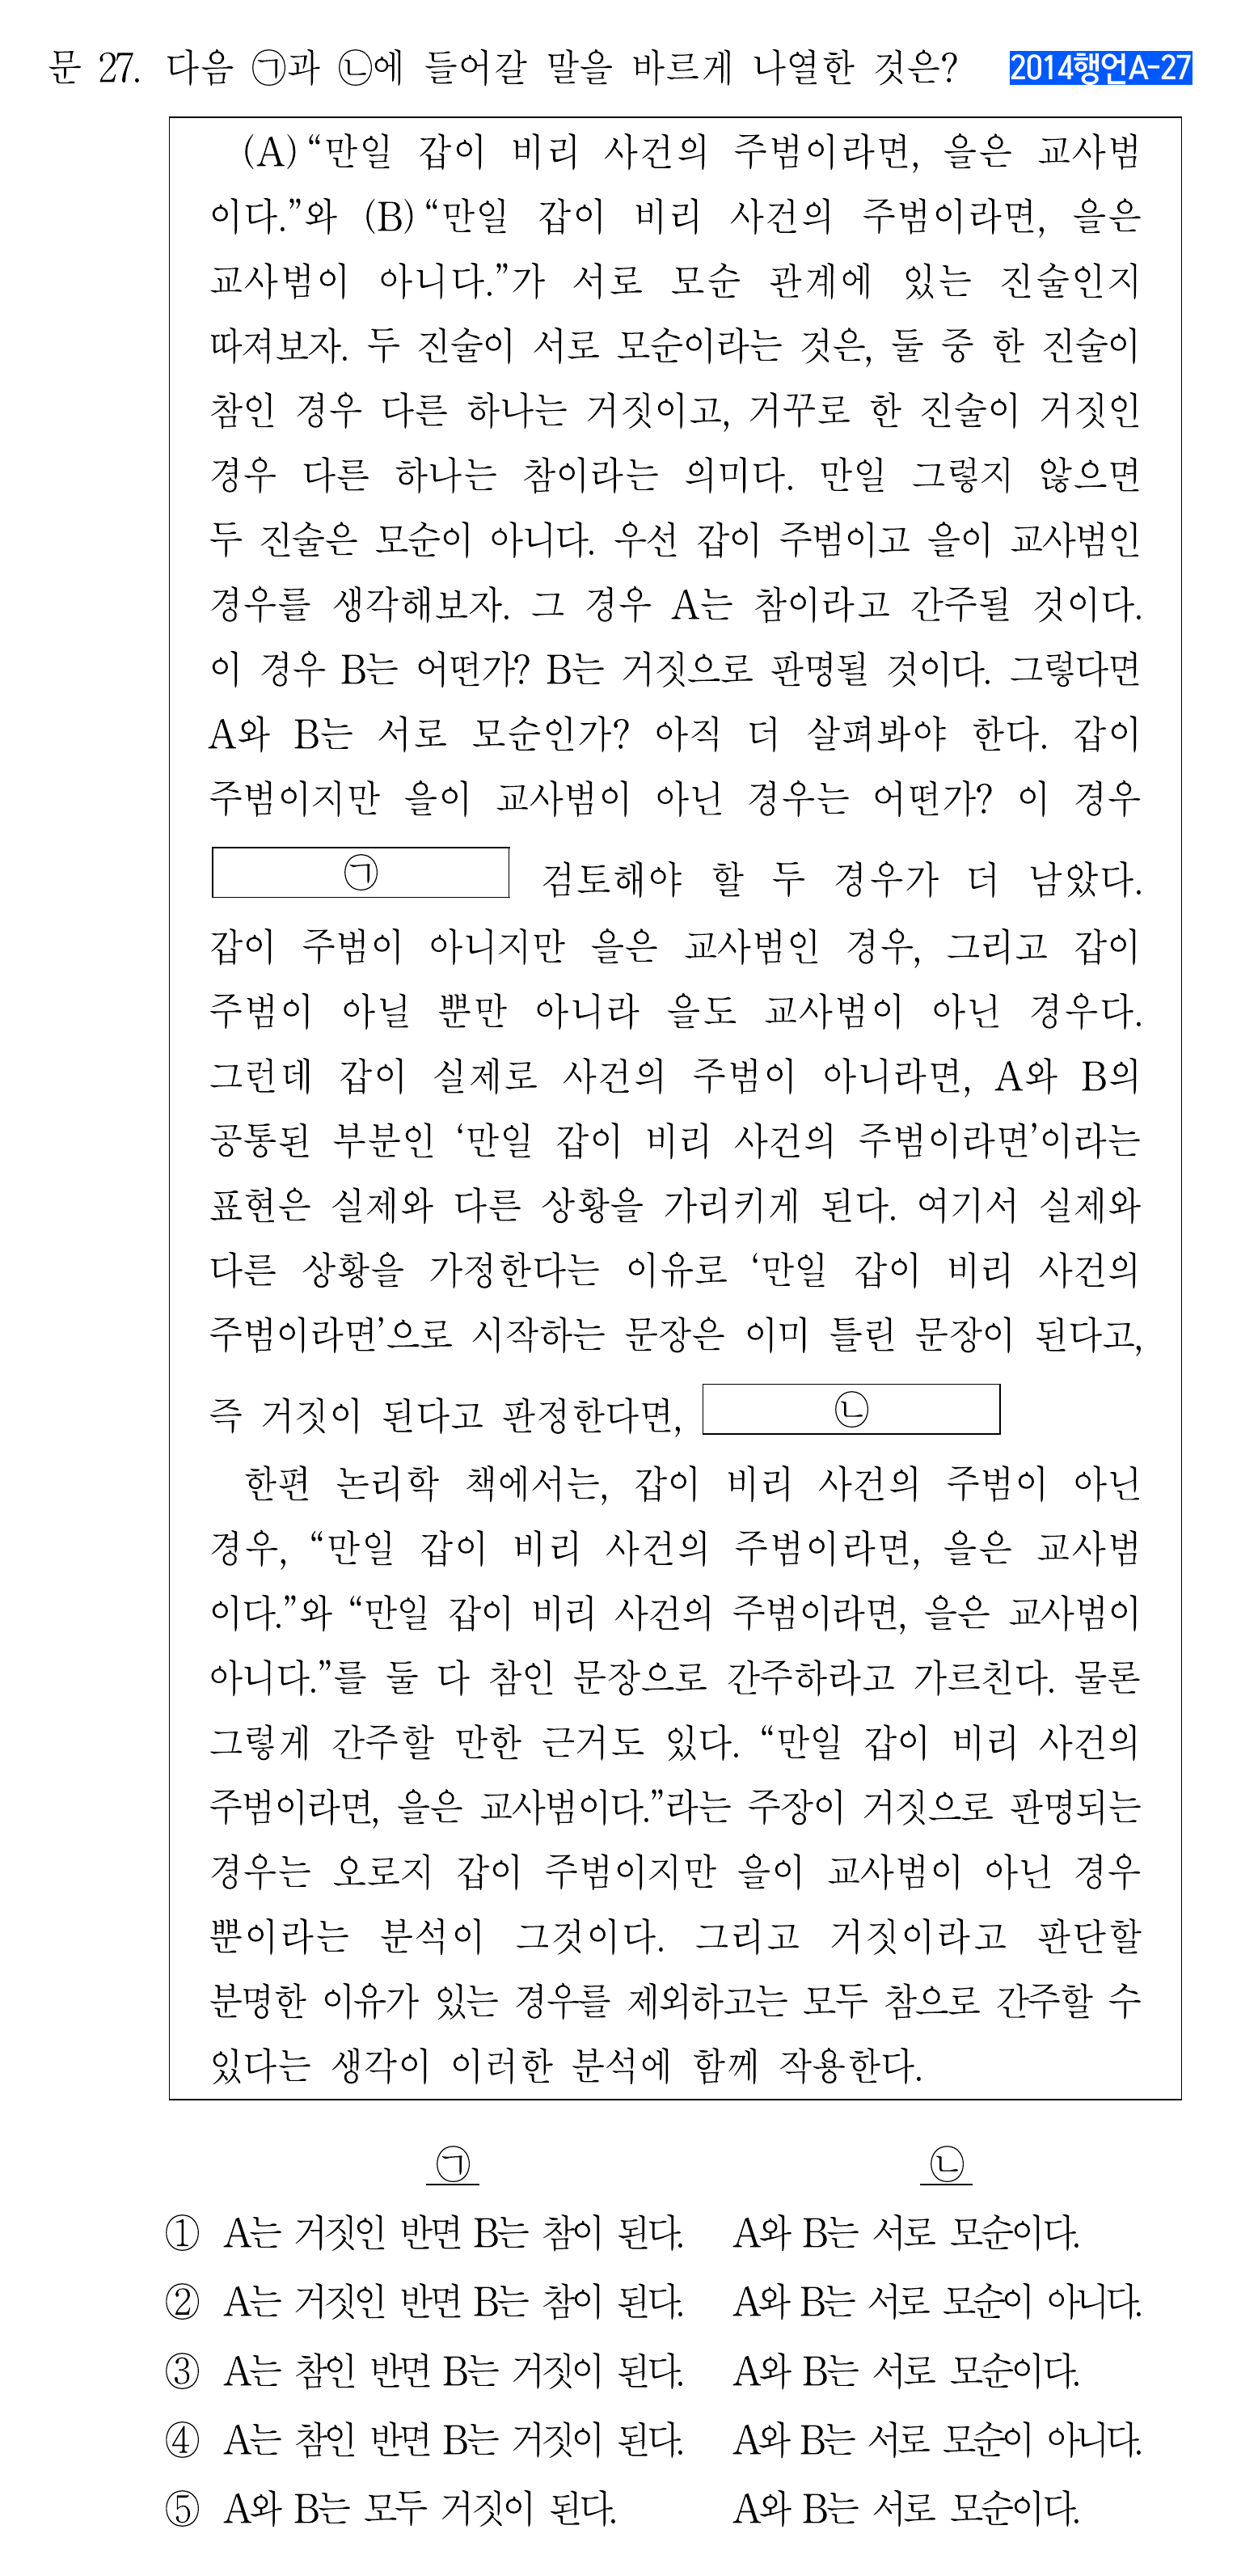 문 27. 다음 ㉠과 ㉡에 들어갈 말을 바르게 나열한 것은? 2014행언A-27
(A) “만일 갑이 비리 사건의 주범이라면, 을은 교사범
이다.”와 (B) “만일 갑이 비리 사건의 주범이라면, 을은
교사범이 아니다.”가 서로 모순 관계에 있는 진술인지
따져보자. 두 진술이 서로 모순이라는 것은, 둘 중 한 진술이
참인 경우 다른 하나는 거짓이고, 거꾸로 한 진술이 거짓인
경우 다른 하나는 참이라는 의미다. 만일 그렇지 않으면
두 진술은 모순이 아니다. 우선 갑이 주범이고 을이 교사범인
경우를 생각해보자. 그 경우 A는 참이라고 간주될 것이다.
이 경우 B는 어떤가? B는 거짓으로 판명될 것이다. 그렇다면
A와 B는 서로 모순인가? 아직 더 살펴봐야 한다. 갑이
주범이지만 을이 교사범이 아닌 경우는 어떤가? 이 경우
㉠ 검토해야 할 두 경우가 더 남았다.
갑이 주범이 아니지만 을은 교사범인 경우, 그리고 갑이
주범이 아닐 뿐만 아니라 을도 교사범이 아닌 경우다.
그런데 갑이 실제로 사건의 주범이 아니라면, A와 B의
공통된 부분인 ‘만일 갑이 비리 사건의 주범이라면’이라는
표현은 실제와 다른 상황을 가리키게 된다. 여기서 실제와
다른 상황을 가정한다는 이유로 ‘만일 갑이 비리 사건의
주범이라면’으로 시작하는 문장은 이미 틀린 문장이 된다고,
즉 거짓이 된다고 판정한다면, ㉡
한편 논리학 책에서는, 갑이 비리 사건의 주범이 아닌
경우, “만일 갑이 비리 사건의 주범이라면, 을은 교사범
이다.”와 “만일 갑이 비리 사건의 주범이라면, 을은 교사범이
아니다.”를 둘 다 참인 문장으로 간주하라고 가르친다. 물론
그렇게 간주할 만한 근거도 있다. “만일 갑이 비리 사건의
주범이라면, 을은 교사범이다.”라는 주장이 거짓으로 판명되는
경우는 오로지 갑이 주범이지만 을이 교사범이 아닌 경우
뿐이라는 분석이 그것이다. 그리고 거짓이라고 판단할
분명한 이유가 있는 경우를 제외하고는 모두 참으로 간주할 수
있다는 생각이 이러한 분석에 함께 작용한다.
㉠ ㉡
① A는 거짓인 반면 B는 참이 된다. A와 B는 서로 모순이다.
② A는 거짓인 반면 B는 참이 된다. A와 B는 서로 모순이 아니다.
③ A는 참인 반면 B는 거짓이 된다. A와 B는 서로 모순이다.
④ A는 참인 반면 B는 거짓이 된다. A와 B는 서로 모순이 아니다.
⑤ A와 B는 모두 거짓이 된다. A와 B는 서로 모순이다.